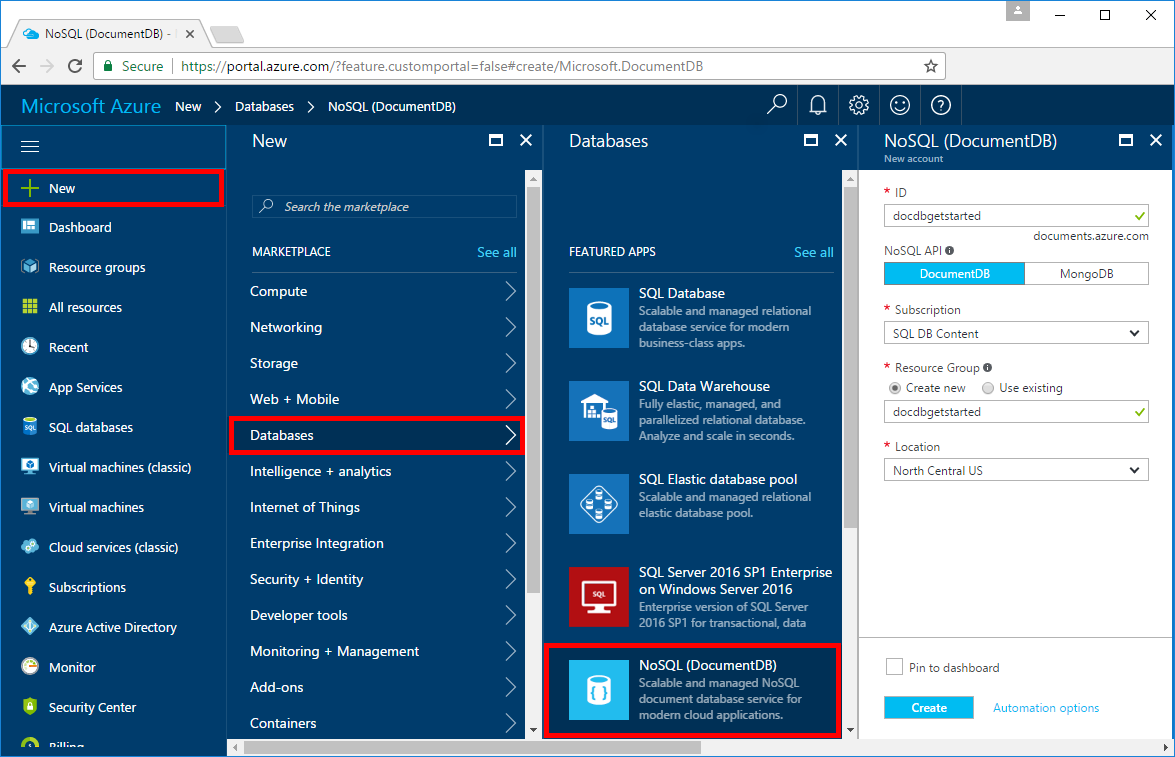 NoSQL (DocumentDB) -
Secure
https://portal.azure.com/?feature.customportal=false#create/Microsoft.DocumentDB
Microsoft Azure New > Databases > NoSQL (DocumentDB)
New
Dashboard
Resource groups
All resources
Recent
App Services
SQL databases
Virtual machines (classic)
Virtual machines
Cloud services (classic)
Subscriptions
Azure Active Directory
Monitor
Security Center
Billing
New
Search the marketplace
MARKETPLACE
See all
Compute
Networking
Storage
Web + Mobile
Databases
Intelligence + analytics
Internet of Things
Enterprise Integration
Security + Identity
Developer tools
Monitoring + Management
Add-ons
Containers
Databases
FEATURED APPS
See all
SQL Database
Scalable and managed relational
database service for modern
business-class apps.
SQL
SQL Data Warehouse
Fully elastic, managed, and
parallelized relational database.
Analyze and scale in seconds.
SQL
SQL Elastic database pool
Scalable and managed relational
elastic database pool.
SQL Server 2016 SP1 Enterprise
on Windows Server 2016
Enterprise version of SQL Server
2016 SP1 for transactional, data
SQL
NoSQL (DocumentDB)
Scalable and managed NoSQL
document database service for
modern cloud applications.
{ }
NoSQL (DocumentDB)
New account
* ID
docdbgetstarted
documents.azure.com
NoSQL API
DocumentDB
MongoDB
* Subscription
SQL DB Content
* Resource Group
Create new
Use existing
docdbgetstarted
* Location
North Central US
Pin to dashboard
Create
Automation options